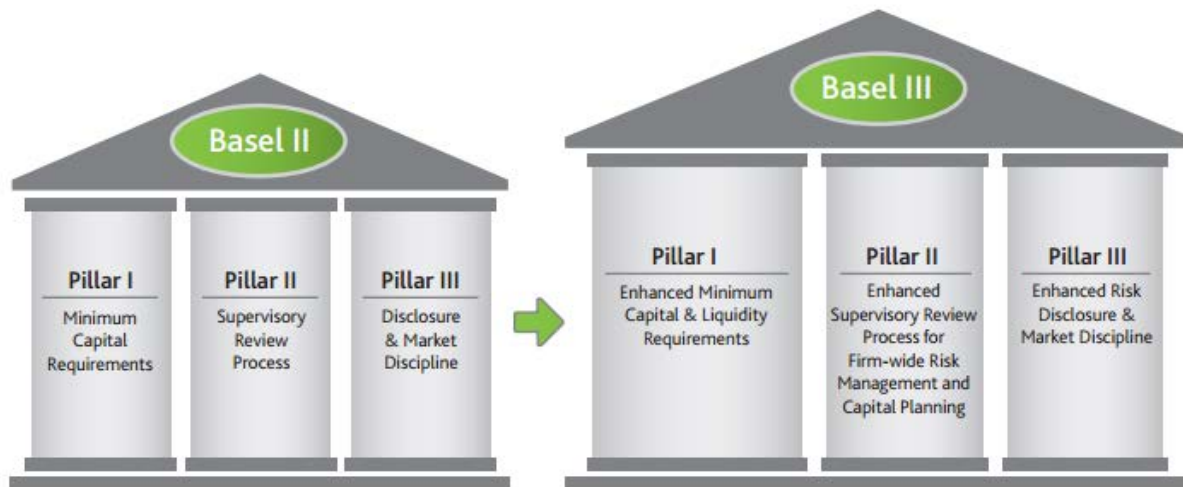 Basel II
Pillar I
Minimum
Capital
Requirements
Pillar II
Supervisory
Review
Process
Pillar III
Disclosure
& Market
Discipline
Basel III
Pillar I
Enhanced Minimum
Capital & Liquidity
Requirements
Pillar II
Enhanced
Supervisory Review
Process for
Firm-wide Risk
Management and
Capital Planning
Pillar III
Enhanced Risk
Disclosure &
Market Discipline